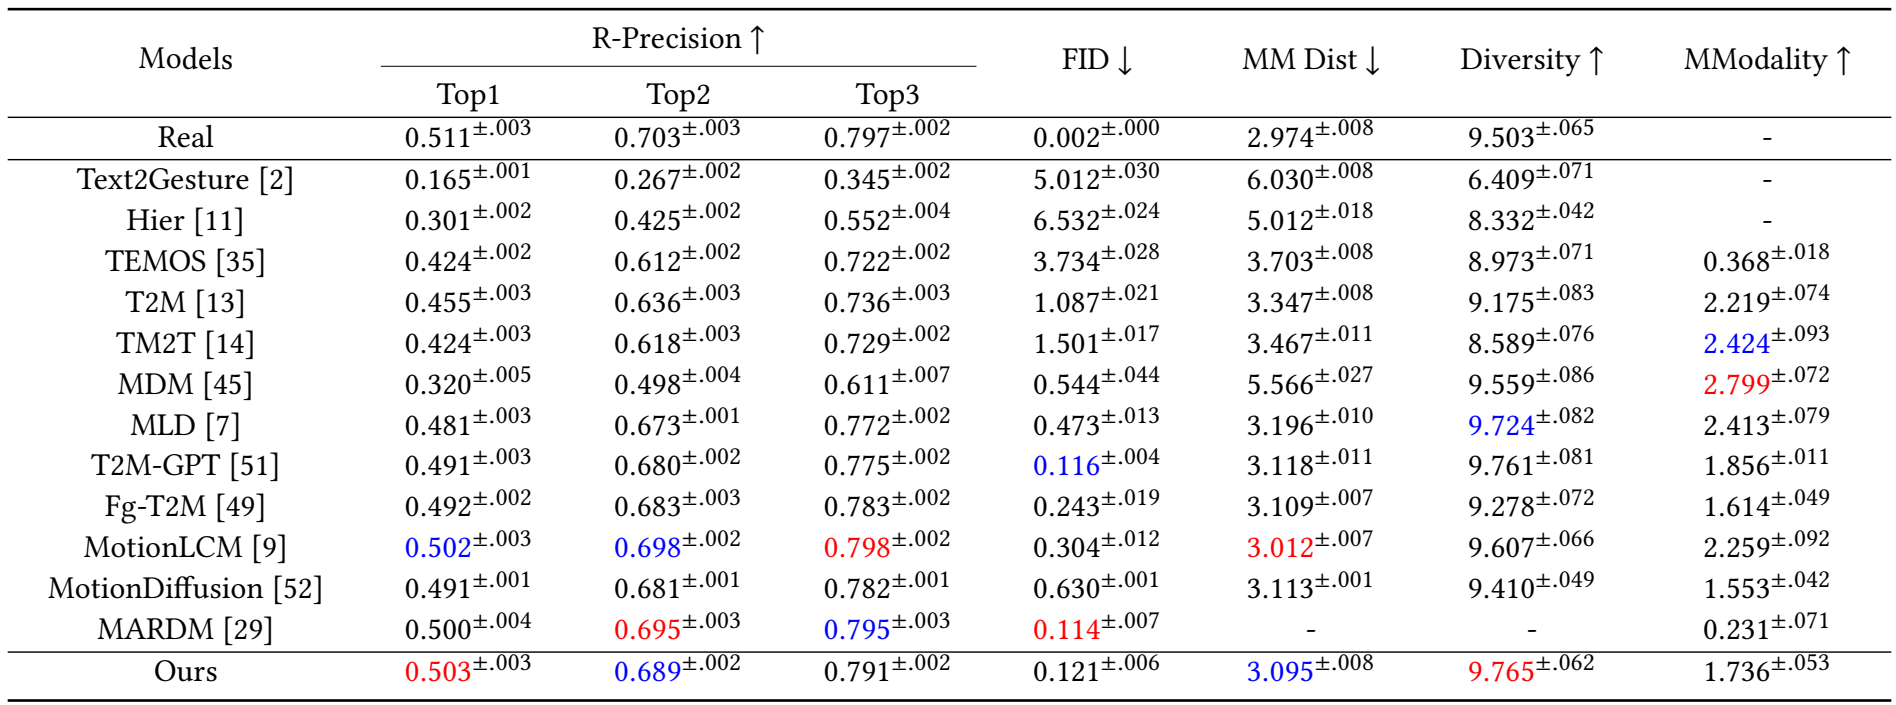 Models R-Precision ↑ FID ↓ MM Dist ↓ Diversity ↑ MModality ↑
Top1 Top2 Top3
Real 0.511±.003 0.703±.003 0.797±.002 0.002±.000 2.974±.008 9.503±.065 -
Text2Gesture [2] 0.165±.001 0.267±.002 0.345±.002 5.012±.030 6.030±.008 6.409±.071 -
Hier [11] 0.301±.002 0.425±.002 0.552±.004 6.532±.024 5.012±.018 8.332±.042 -
TEMOS [35] 0.424±.002 0.612±.002 0.722±.002 3.734±.028 3.703±.008 8.973±.071 0.368±.018
T2M [13] 0.455±.003 0.636±.003 0.736±.003 1.087±.021 3.347±.008 9.175±.083 2.219±.074
TM2T [14] 0.424±.003 0.618±.003 0.729±.002 1.501±.017 3.467±.011 8.589±.076 2.424±.093
MDM [45] 0.320±.005 0.498±.004 0.611±.007 0.544±.044 5.566±.027 9.559±.086 2.799±.072
MLD [7] 0.481±.003 0.673±.001 0.772±.002 0.473±.013 3.196±.010 9.724±.082 2.413±.079
T2M-GPT [51] 0.491±.003 0.680±.002 0.775±.002 0.116±.004 3.118±.011 9.761±.081 1.856±.011
Fg-T2M [49] 0.492±.002 0.683±.003 0.783±.002 0.243±.019 3.109±.007 9.278±.072 1.614±.049
MotionLCM [9] 0.502±.003 0.698±.002 0.798±.002 0.304±.012 3.012±.007 9.607±.066 2.259±.092
MotionDiffusion [52] 0.491±.001 0.681±.001 0.782±.001 0.630±.001 3.113±.001 9.410±.049 1.553±.042
MARDM [29] 0.500±.004 0.695±.003 0.795±.003 0.114±.007 - - 0.231±.071
Ours 0.503±.003 0.689±.002 0.791±.002 0.121±.006 3.095±.008 9.765±.062 1.736±.053